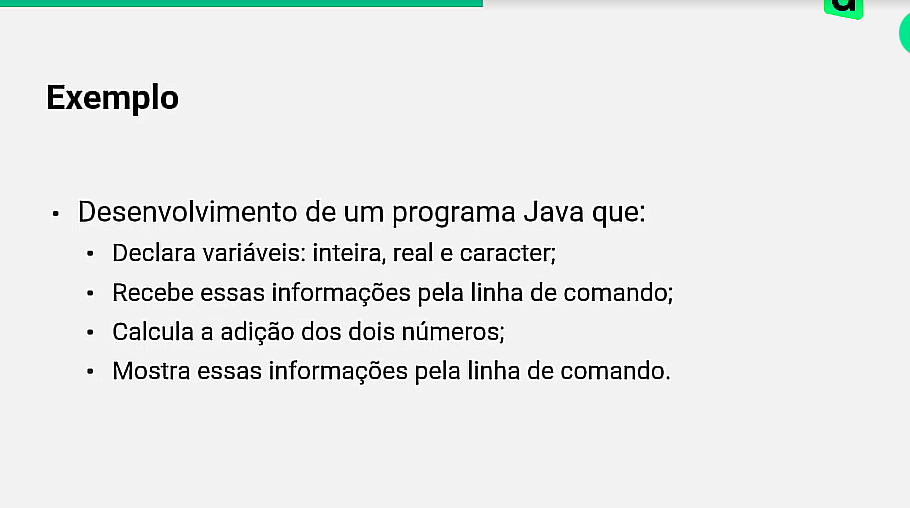 Exemplo
• Desenvolvimento de um programa Java que:
• Declara variáveis: inteira, real e caracter;
• Recebe essas informações pela linha de comando;
• Calcula a adição dos dois números;
• Mostra essas informações pela linha de comando.